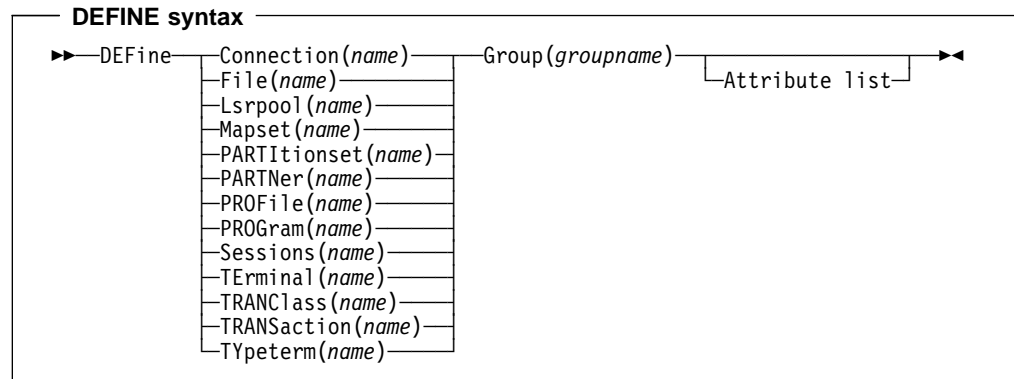 DEFINE syntax
DEFine Connection(name) Group(groupname)
File(name) Attribute list
Lsrpool(name)
Mapset(name)
PARTItionset(name)
PARTNer(name)
PROFile(name)
PROGram(name)
Sessions(name)
TErminal(name)
TRANClass(name)
TRANSaction(name)
TYpeterm(name)